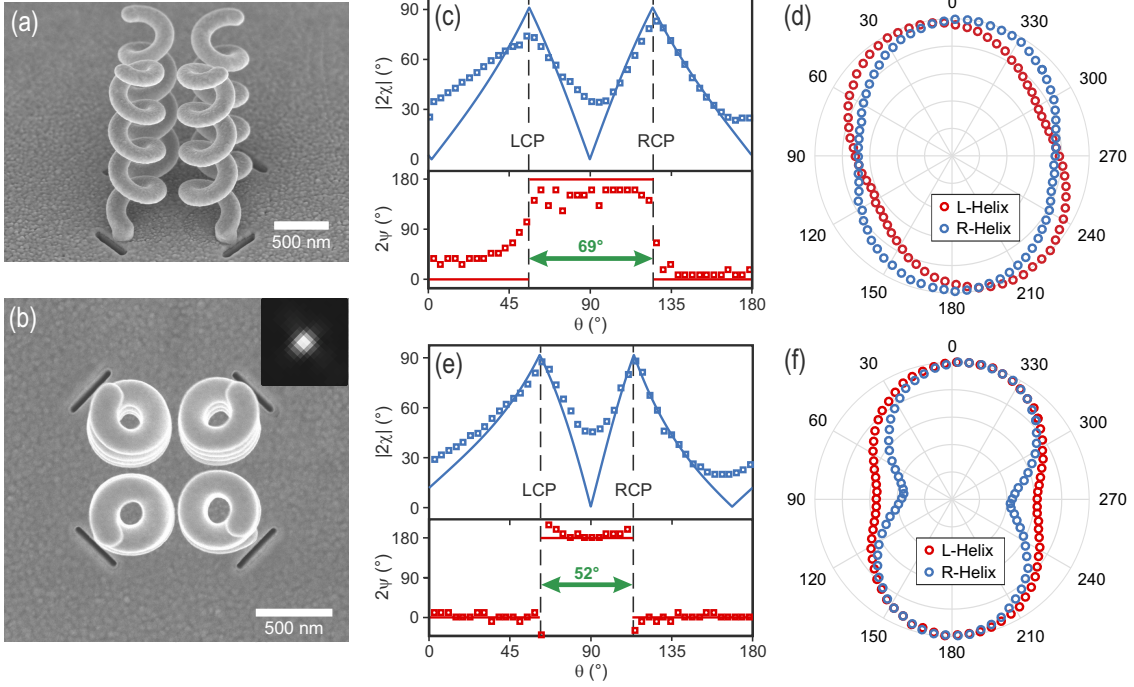 (a)
500 nm
(b)
500 nm
(c)
90
60
30
0
|2χ| (°)
LCP
RCP
180
90
0
2ψ (°)
69°
0
45
90
135
180
θ (°)
(d)
0
30
330
60
300
90
270
120
240
150
210
180
L-Helix
R-Helix
(e)
90
60
30
0
|2χ| (°)
LCP
RCP
180
90
0
2ψ (°)
52°
0
45
90
135
180
θ (°)
(f)
0
30
330
60
300
90
270
120
240
150
210
180
L-Helix
R-Helix